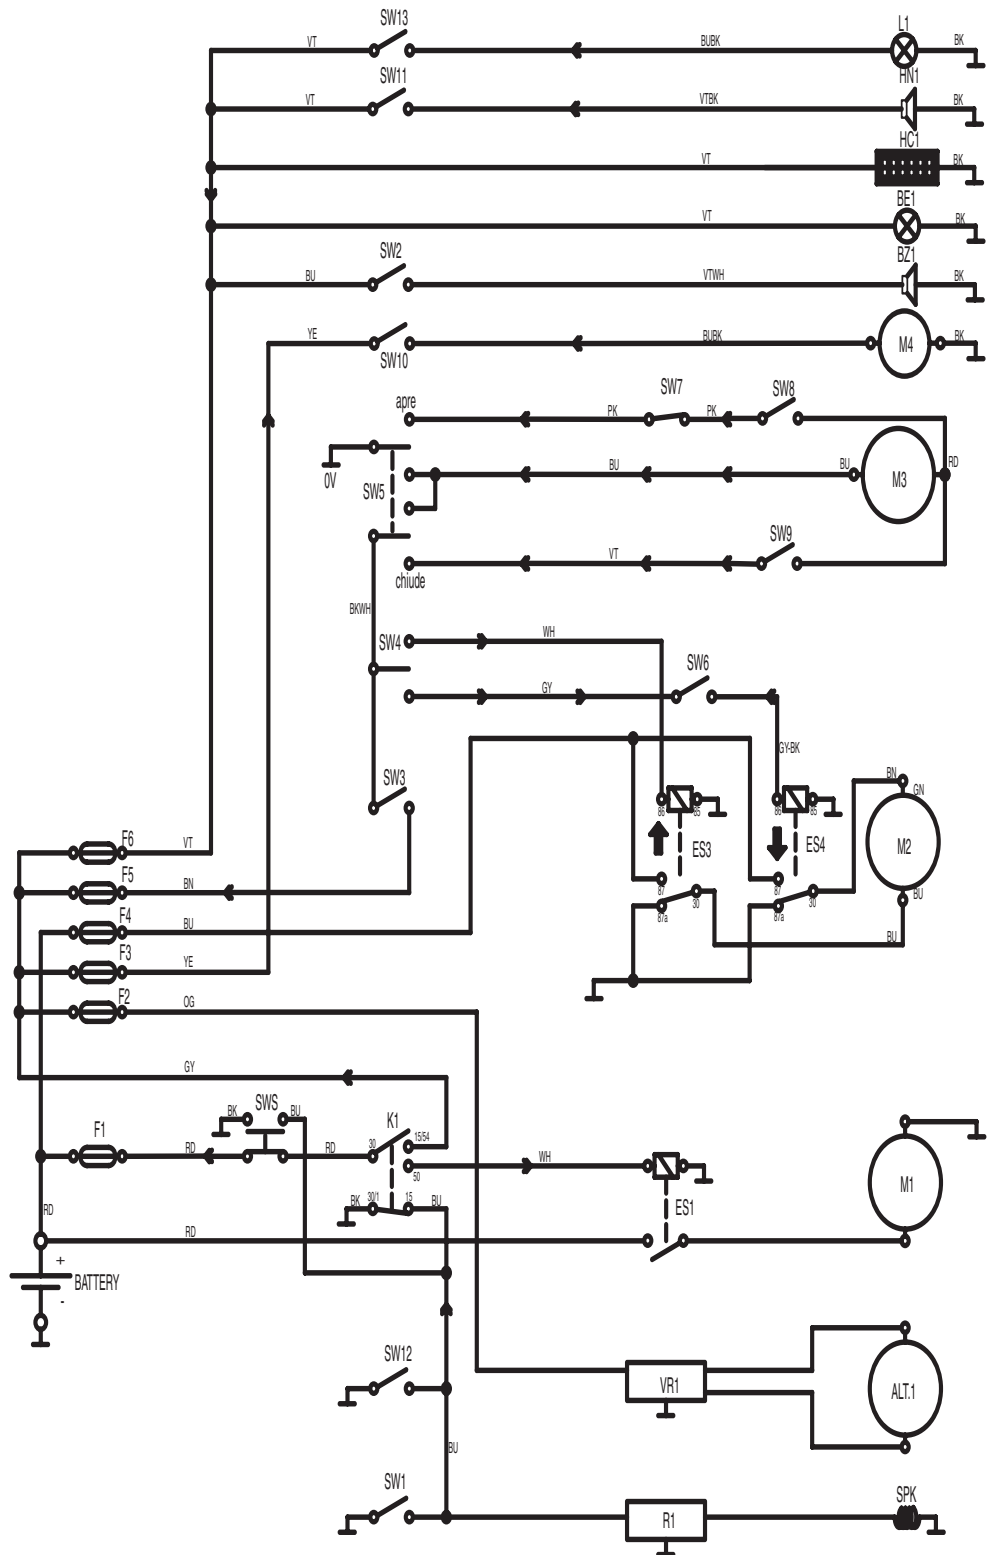 SW13
L1
VT
BUBK
BK
SW11
HN1
VT
VTBK
BK
HC1
VT
BK
BE1
VT
BK
SW2
BZ1
BU
VTWH
BK
YE
SW10
BUBK
M4
BK
apre
PK
SW7
PK
SW8
0V
SW5
BU
BU
M3
RD
VT
SW9
chiude
BKWH
SW4
WH
GY
SW6
GY-BK
SW3
86
85
86
85
ES3
ES4
BN
GN
M2
BU
87
87a
30
87
87a
30
BU
F6
VT
F5
BN
F4
BU
F3
YE
F2
OG
GY
F1
RD
BK
SWS
BU
RD
K1
30
15/54
50
WH
BK
30/1
15
BU
ES1
M1
RD
RD
+
BATTERY
-
SW12
VR1
ALT.1
BU
SW1
R1
SPK